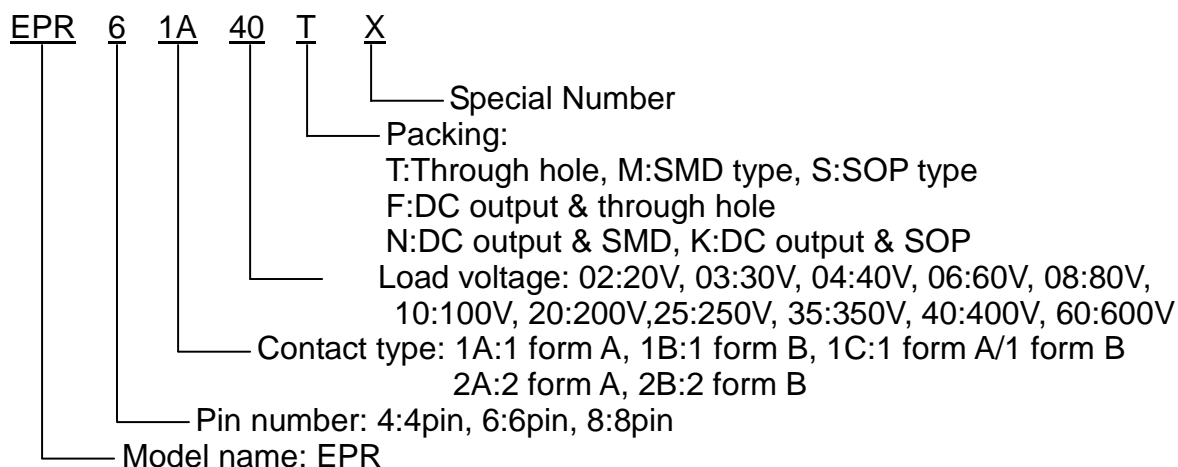 EPR 6 1A 40 T X
Special Number
Packing:
T:Through hole, M:SMD type, S:SOP type
F:DC output & through hole
N:DC output & SMD, K:DC output & SOP
Load voltage: 02:20V, 03:30V, 04:40V, 06:60V, 08:80V,
10:100V, 20:200V,25:250V, 35:350V, 40:400V, 60:600V
Contact type: 1A:1 form A, 1B:1 form B, 1C:1 form A/1 form B
2A:2 form A, 2B:2 form B
Pin number: 4:4pin, 6:6pin, 8:8pin
Model name: EPR